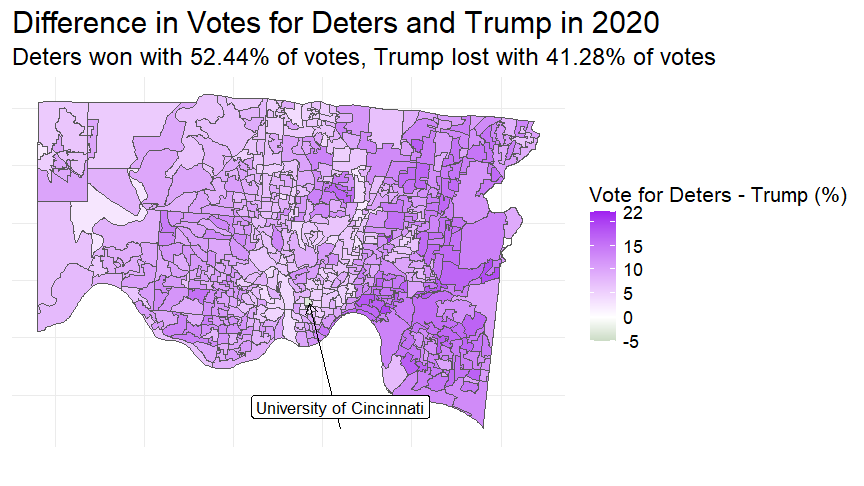 Difference in Votes for Deters and Trump in 2020
Deters won with 52.44% of votes, Trump lost with 41.28% of votes
Vote for Deters - Trump (%)
22
15
10
5
0
-5
University of Cincinnati